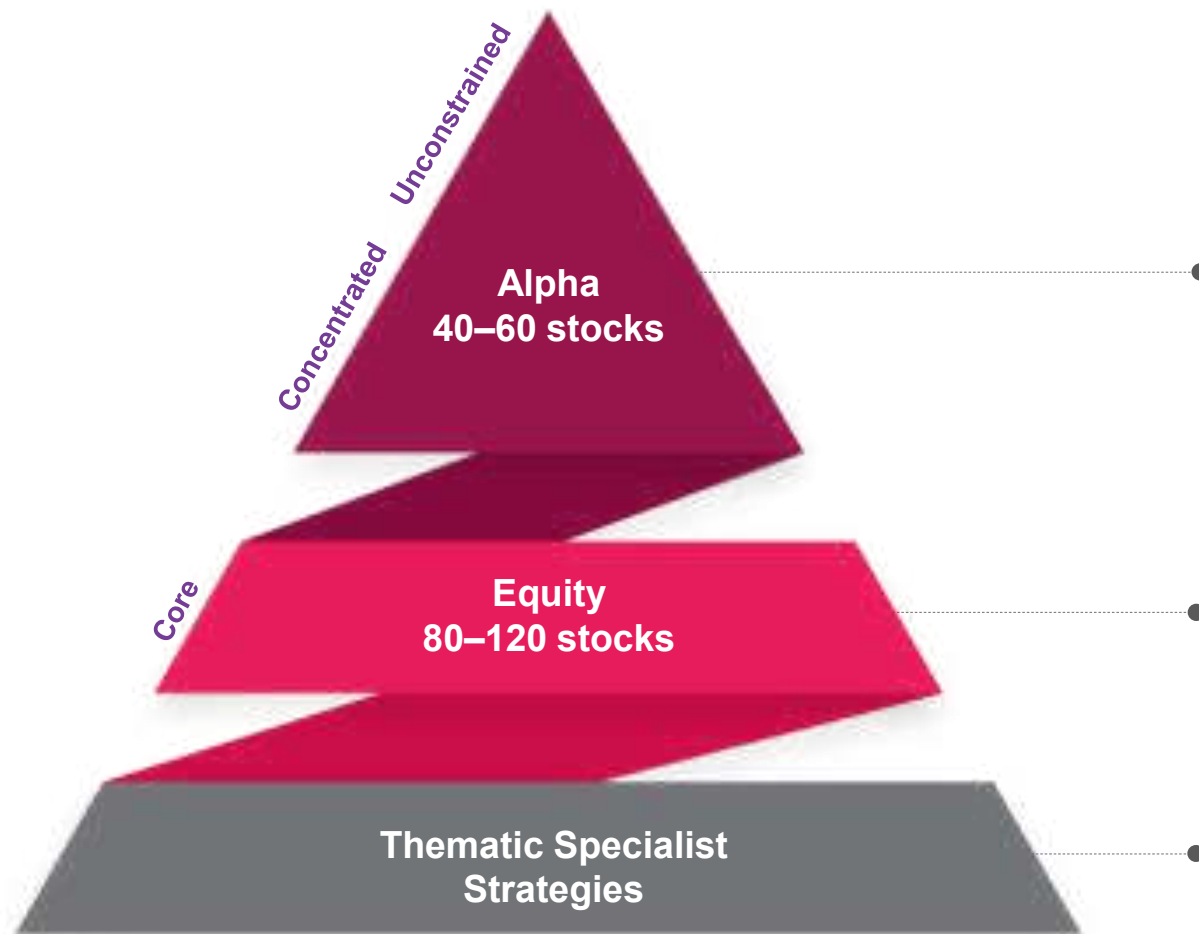 Unconstrained
Concentrated
Alpha
40–60 stocks
Core
Equity
80–120 stocks
Thematic Specialist
Strategies